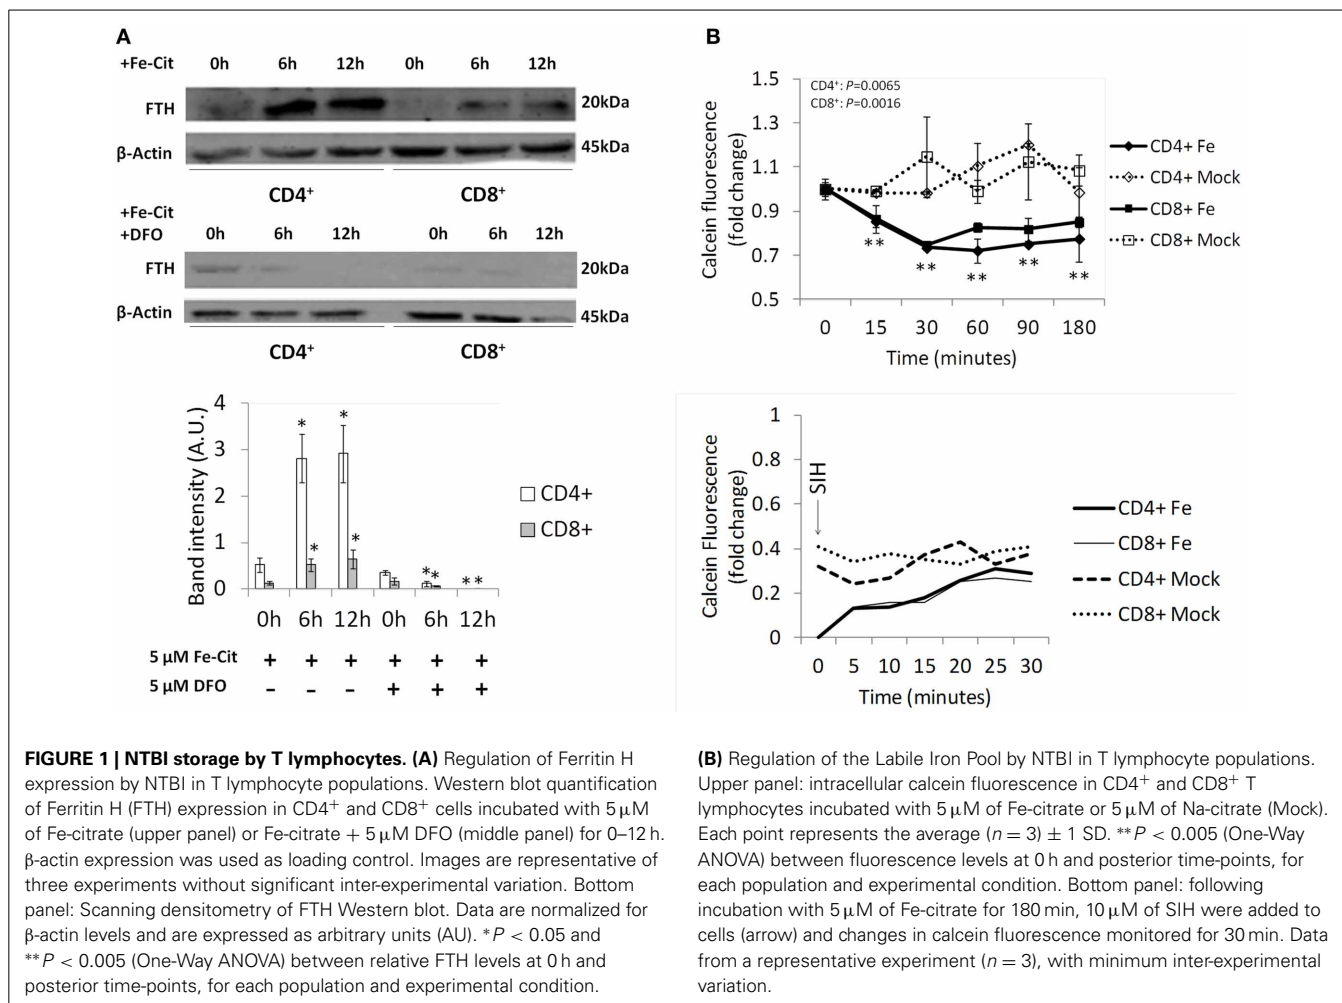 A
+Fe-Cit 0h 6h 12h 0h 6h 12h
FTH 20kDa
β-Actin 45kDa
CD4⁺ CD8⁺
+Fe-Cit
+DFO 0h 6h 12h 0h 6h 12h
FTH 20kDa
β-Actin 45kDa
CD4⁺ CD8⁺
Band intensity (A.U.)
4
3
2
1
0
* * * * ** **
CD4+
CD8+
0h 6h 12h 0h 6h 12h
5 µM Fe-Cit + + + + + +
5 µM DFO - - - + + +
B
Calcein fluorescence
(fold change)
1.5
1.3
1.1
0.9
0.7
0.5
CD4⁺: P=0.0065
CD8⁺: P=0.0016
** ** ** ** **
CD4+ Fe
CD4+ Mock
CD8+ Fe
CD8+ Mock
0 15 30 60 90 180
Time (minutes)
Calcein Fluorescence
(fold change)
1
0.8
0.6
0.4
0.2
0
SIH
CD4+ Fe
CD8+ Fe
CD4+ Mock
CD8+ Mock
0 5 10 15 20 25 30
Time (minutes)
FIGURE 1 | NTBI storage by T lymphocytes. (A) Regulation of Ferritin H
expression by NTBI in T lymphocyte populations. Western blot quantification
of Ferritin H (FTH) expression in CD4⁺ and CD8⁺ cells incubated with 5 µM
of Fe-citrate (upper panel) or Fe-citrate + 5 µM DFO (middle panel) for 0–12 h.
β-actin expression was used as loading control. Images are representative of
three experiments without significant inter-experimental variation. Bottom
panel: Scanning densitometry of FTH Western blot. Data are normalized for
β-actin levels and are expressed as arbitrary units (AU). *P < 0.05 and
**P < 0.005 (One-Way ANOVA) between relative FTH levels at 0 h and
posterior time-points, for each population and experimental condition.
(B) Regulation of the Labile Iron Pool by NTBI in T lymphocyte populations.
Upper panel: intracellular calcein fluorescence in CD4⁺ and CD8⁺ T
lymphocytes incubated with 5 µM of Fe-citrate or 5 µM of Na-citrate (Mock).
Each point represents the average (n = 3) ± 1 SD. **P < 0.005 (One-Way
ANOVA) between fluorescence levels at 0 h and posterior time-points, for
each population and experimental condition. Bottom panel: following
incubation with 5 µM of Fe-citrate for 180 min, 10 µM of SIH were added to
cells (arrow) and changes in calcein fluorescence monitored for 30 min. Data
from a representative experiment (n = 3), with minimum inter-experimental
variation.